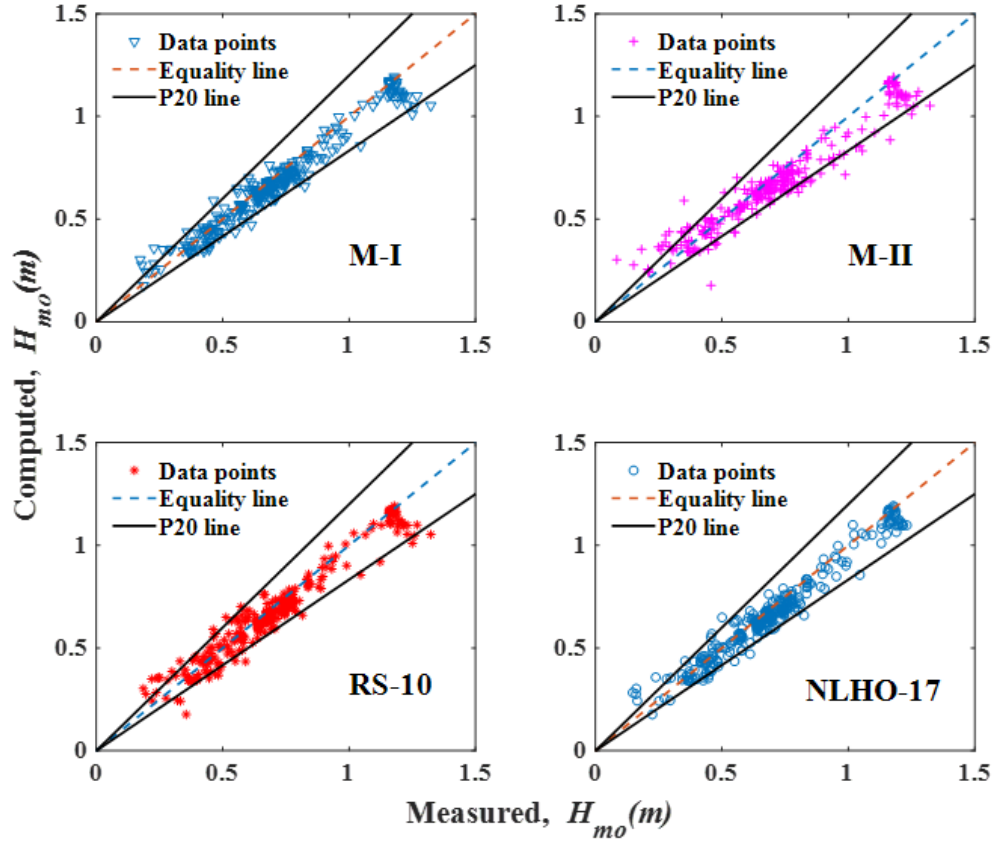 1.5
1
0.5
0
Data points
Equality line
P20 line
M-I
0 0.5 1 1.5
1.5
1
0.5
0
Data points
Equality line
P20 line
M-II
0 0.5 1 1.5
Computed, H_mo(m)
1.5
1
0.5
0
Data points
Equality line
P20 line
RS-10
0 0.5 1 1.5
1.5
1
0.5
0
Data points
Equality line
P20 line
NLHO-17
0 0.5 1 1.5
Measured, H_mo(m)